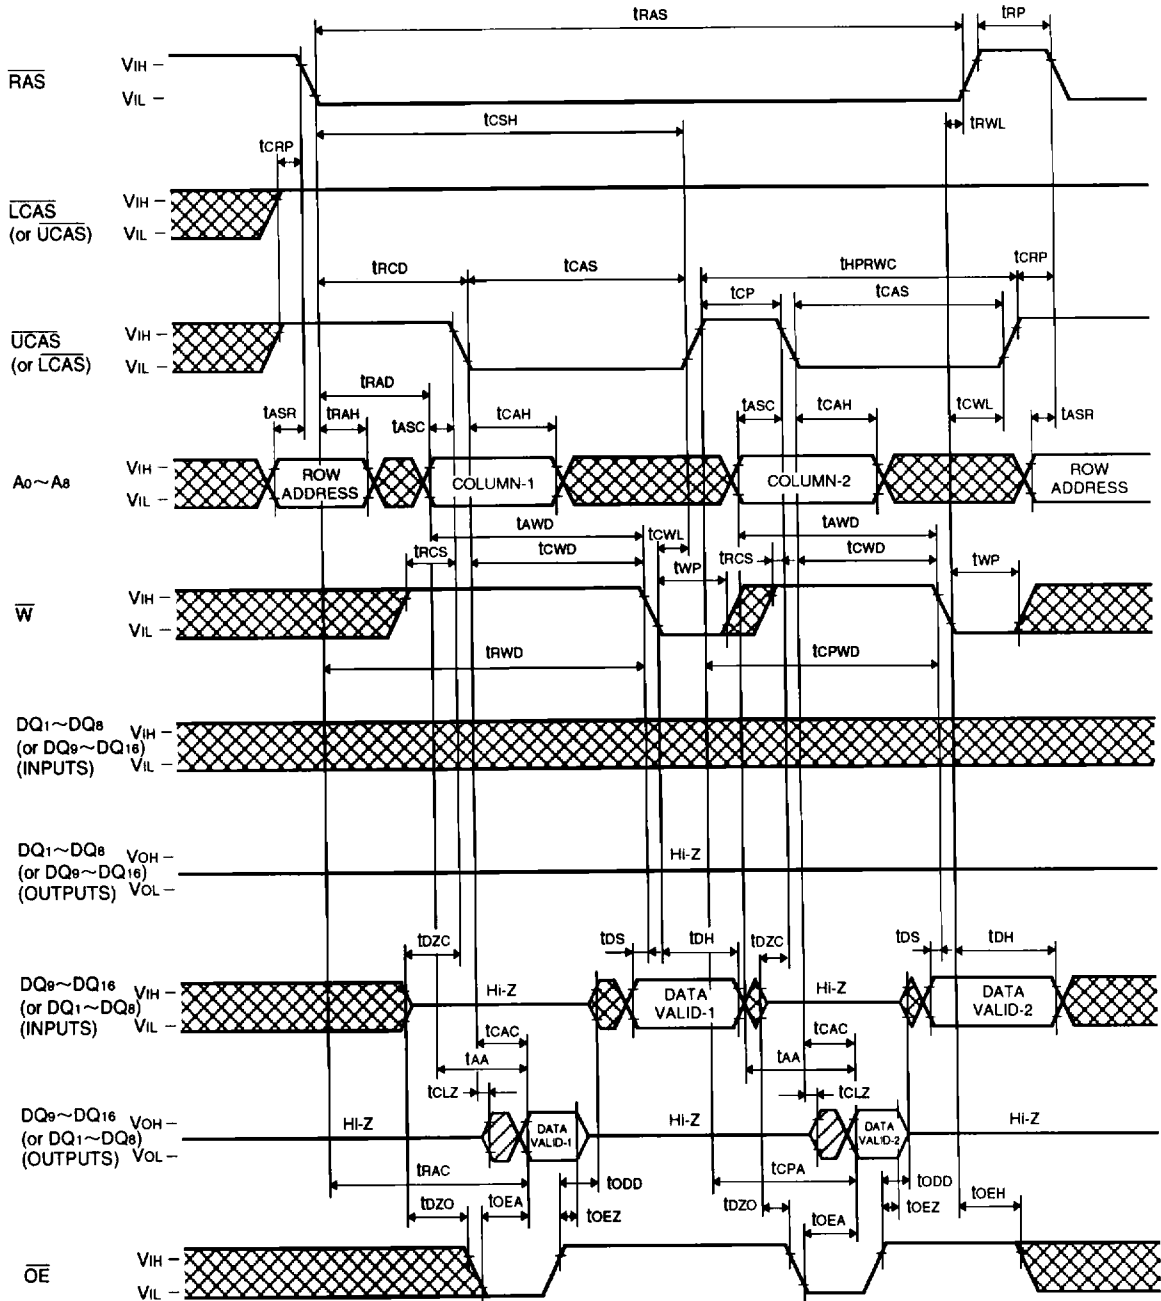 tRAS
tRP
RAS
VIH
VIL
tCSH
tRWL
tCRP
LCAS
(or UCAS)
VIH
VIL
tRCD
tCAS
tHPRWC
tCRP
tCP
tCAS
UCAS
(or LCAS)
VIH
VIL
tRAD
tASR
tRAH
tASC
tCAH
tASC
tCAH
tCWL
tASR
A0~A8
VIH
VIL
ROW
ADDRESS
COLUMN-1
COLUMN-2
ROW
ADDRESS
tAWD
tCWL
tAWD
tRCS
tCWD
tWP
tRCS
tCWD
tWP
W
VIH
VIL
tRWD
tCPWD
DQ1~DQ8
(or DQ9~DQ16)
(INPUTS)
VIH
VIL
DQ1~DQ8
(or DQ9~DQ16)
(OUTPUTS)
VOH
VOL
Hi-Z
tDZC
tDS
tDH
tDZC
tDS
tDH
DQ9~DQ16
(or DQ1~DQ8)
(INPUTS)
VIH
VIL
Hi-Z
DATA
VALID-1
Hi-Z
DATA
VALID-2
tCAC
tAA
tCLZ
tCAC
tAA
tCLZ
DQ9~DQ16
(or DQ1~DQ8)
(OUTPUTS)
VOH
VOL
Hi-Z
DATA
VALID-1
Hi-Z
DATA
VALID-2
Hi-Z
tRAC
tODD
tCPA
tODD
tDZO
tOEA
tOEZ
tDZO
tOEA
tOEZ
tOEH
OE
VIH
VIL